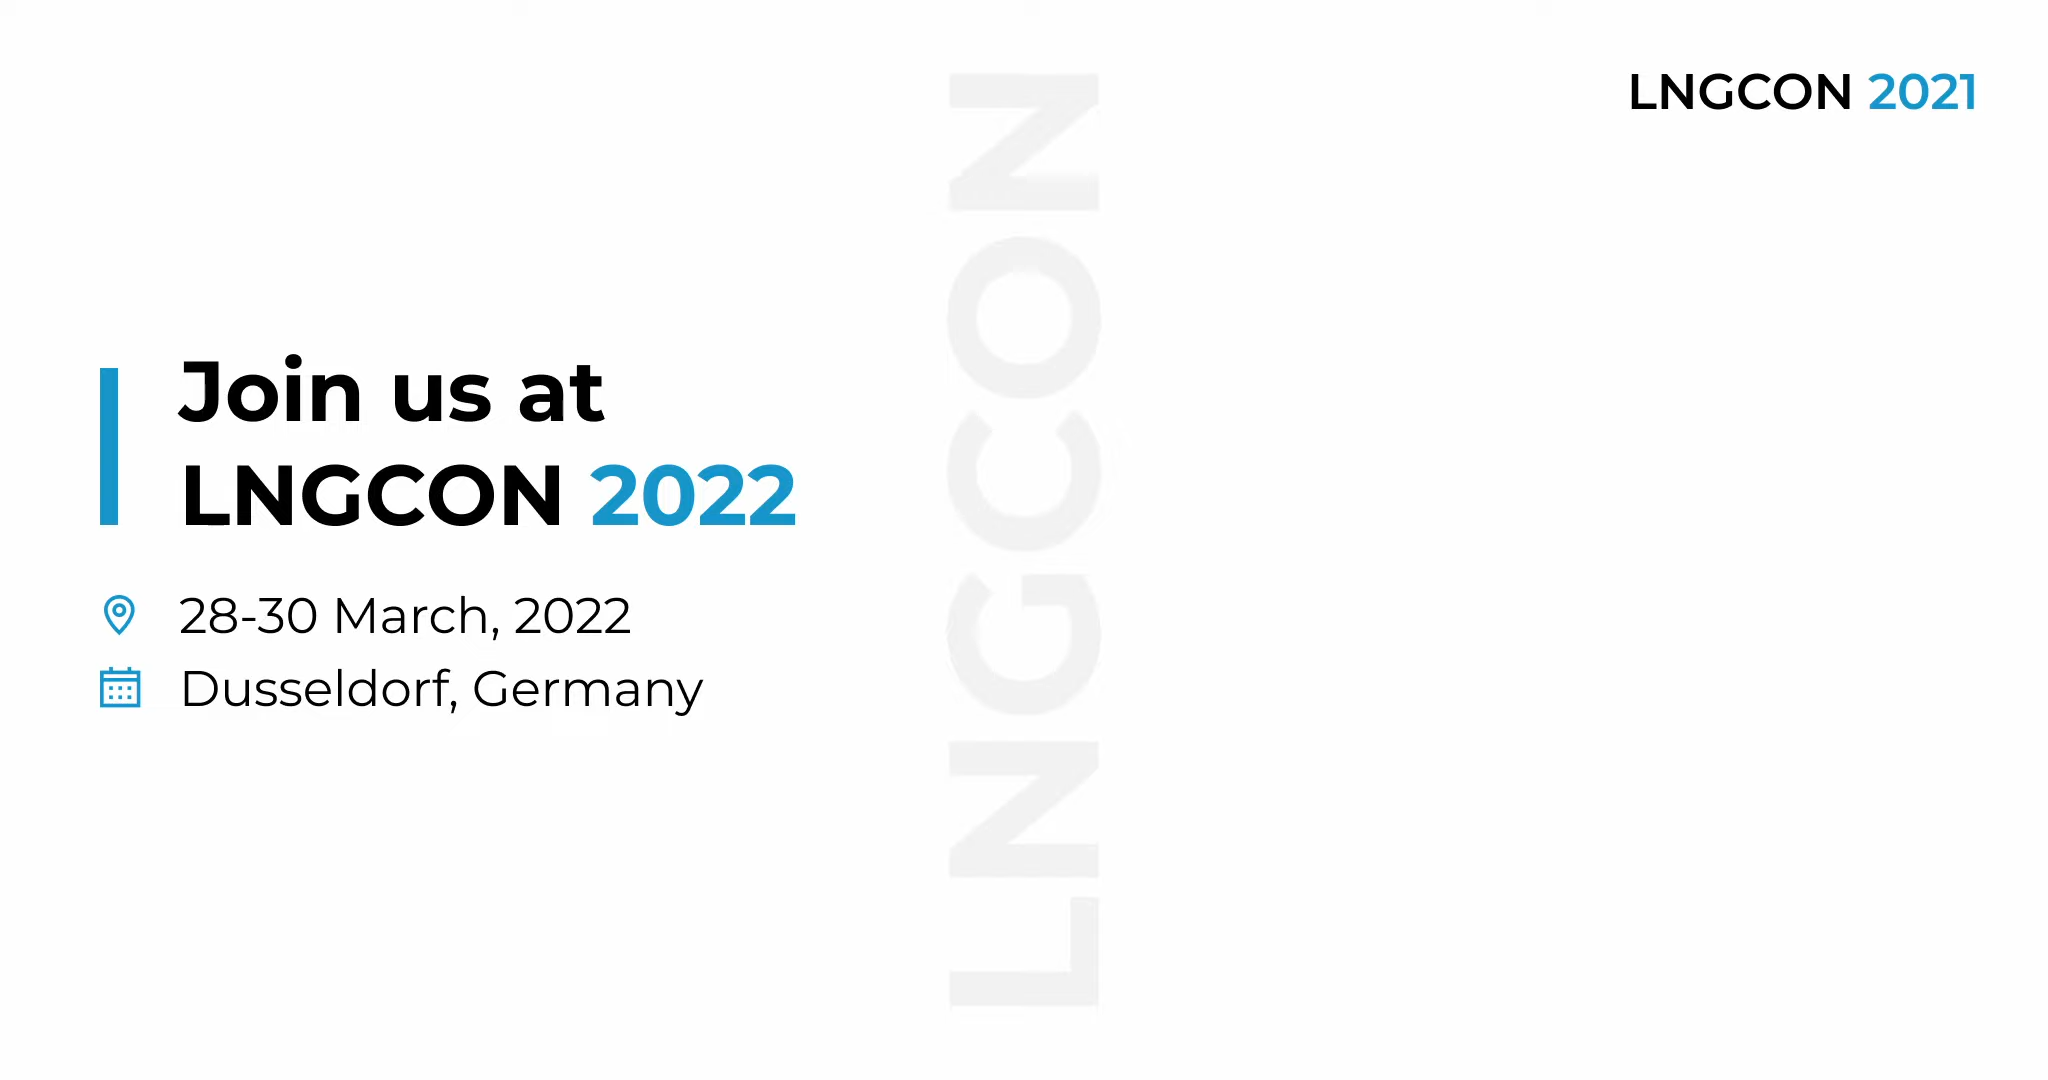 LNGCON 2021
Join us at
LNGCON 2022
28-30 March, 2022
Dusseldorf, Germany
LNGCON